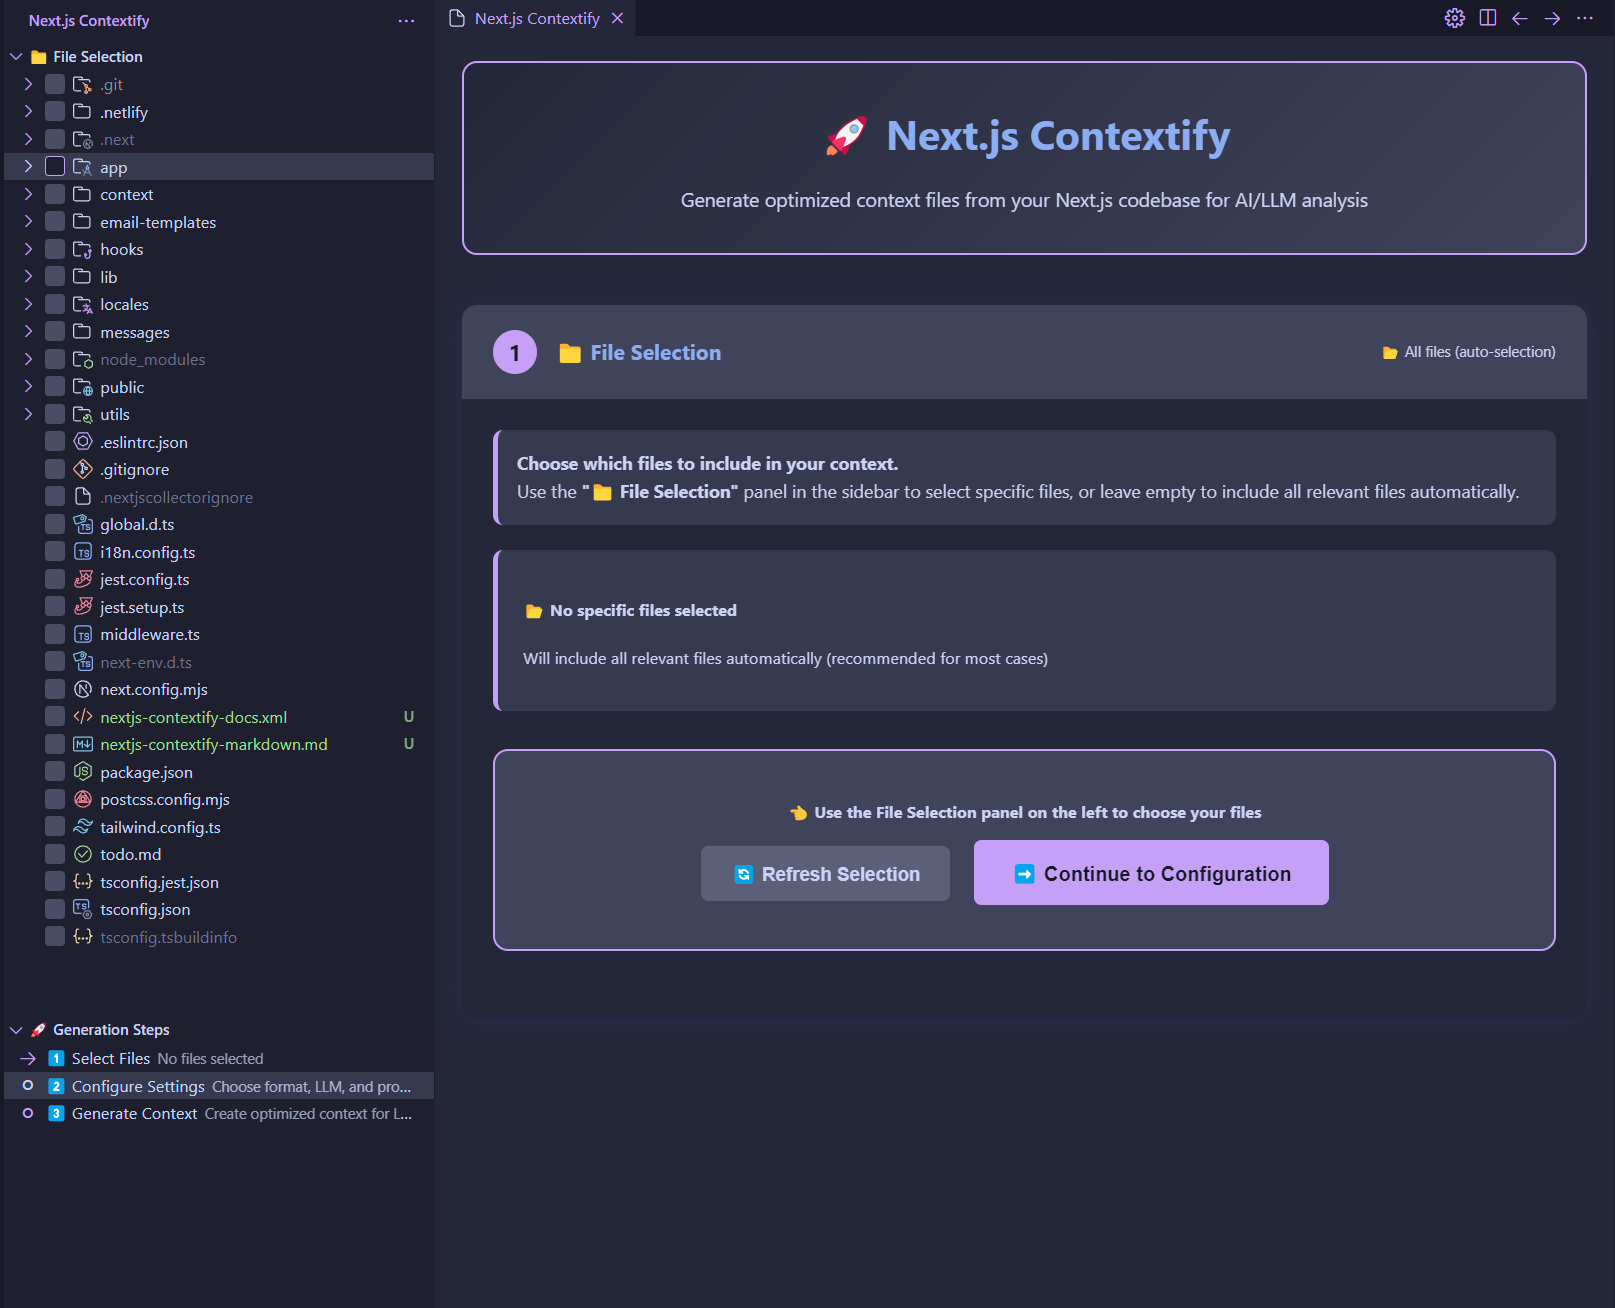 Next.js Contextify
File Selection
.git
.netlify
.next
app
context
email-templates
hooks
lib
locales
messages
node_modules
public
utils
.eslintrc.json
.gitignore
.nextjscollectorignore
global.d.ts
i18n.config.ts
jest.config.ts
jest.setup.ts
middleware.ts
next-env.d.ts
next.config.mjs
nextjs-contextify-docs.xml U
nextjs-contextify-markdown.md U
package.json
postcss.config.mjs
tailwind.config.ts
todo.md
tsconfig.jest.json
tsconfig.json
tsconfig.tsbuildinfo
Generation Steps
1 Select Files No files selected
2 Configure Settings Choose format, LLM, and pro...
3 Generate Context Create optimized context for L...
Next.js Contextify
Next.js Contextify
Generate optimized context files from your Next.js codebase for AI/LLM analysis
1 File Selection All files (auto-selection)
Choose which files to include in your context.
Use the " File Selection" panel in the sidebar to select specific files, or leave empty to include all relevant files automatically.
No specific files selected
Will include all relevant files automatically (recommended for most cases)
Use the File Selection panel on the left to choose your files
Refresh Selection Continue to Configuration